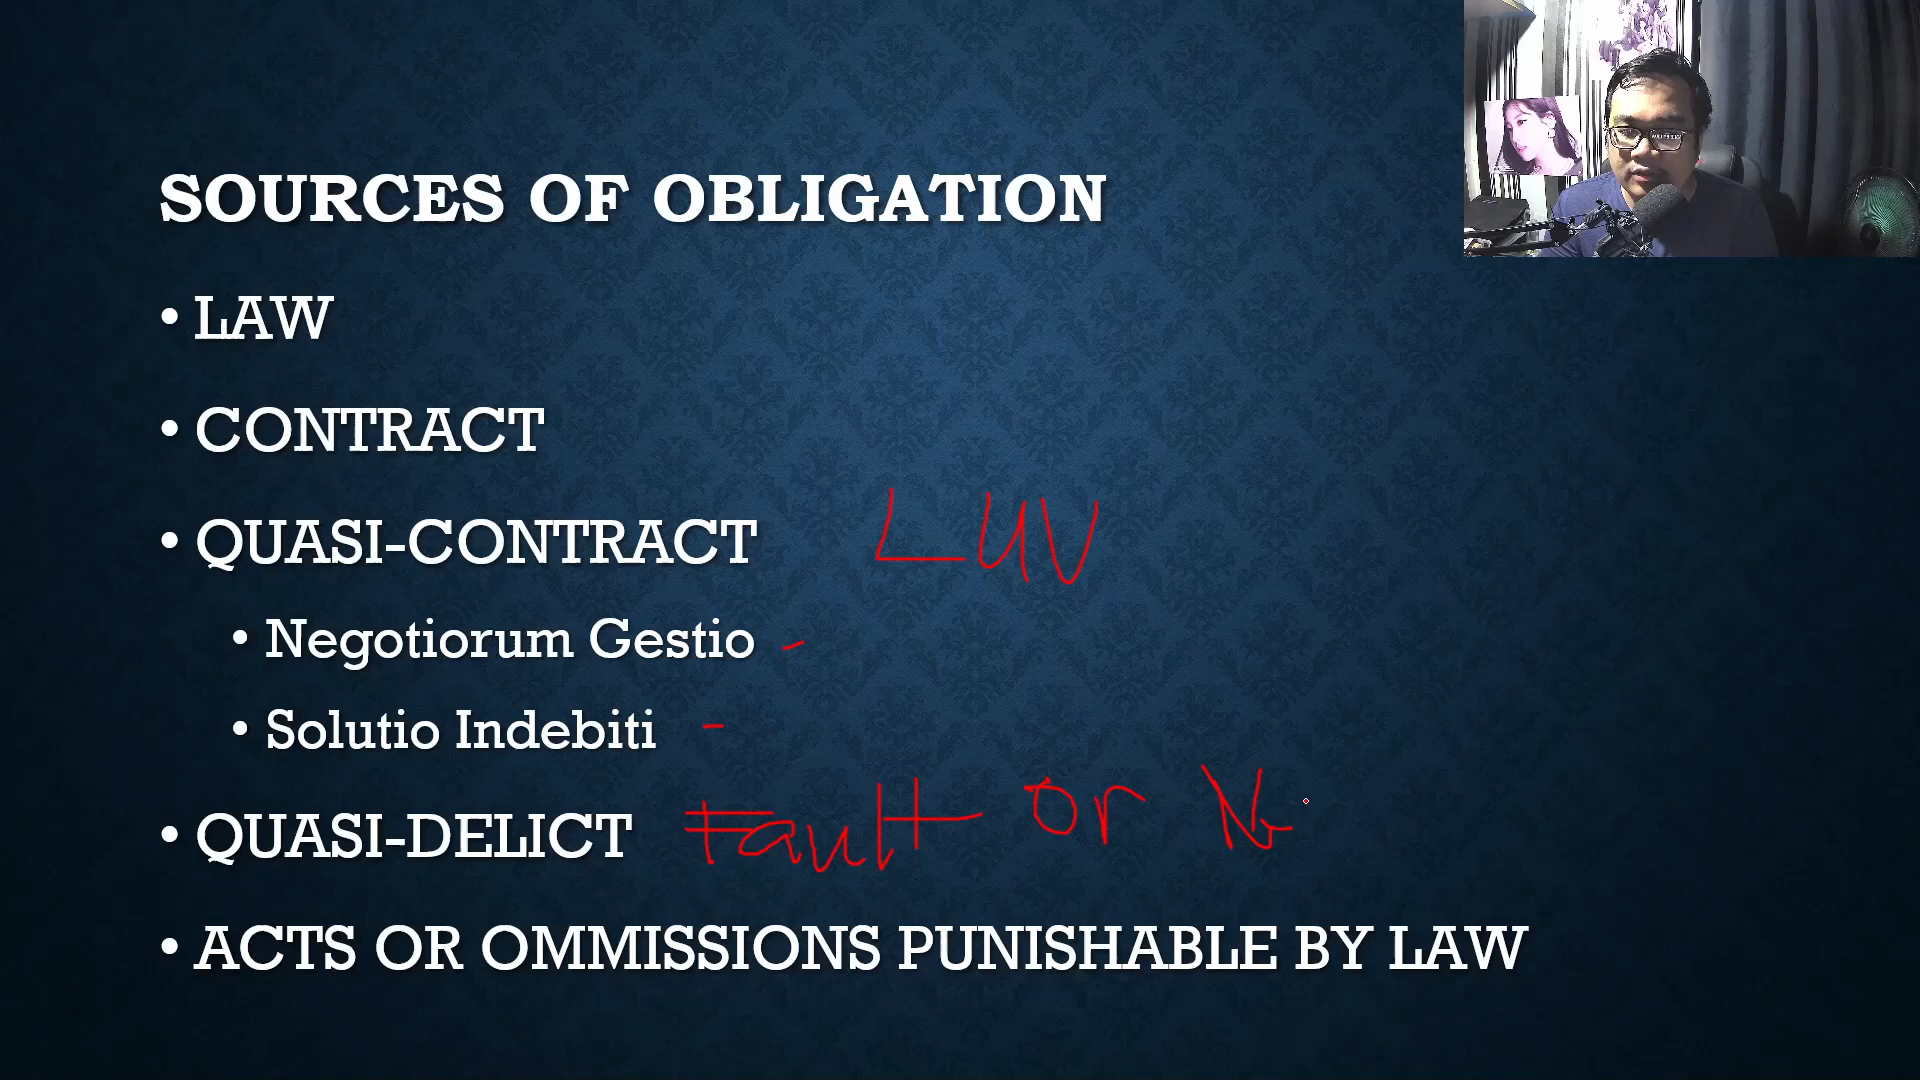 SOURCES OF OBLIGATION
• LAW
• CONTRACT
• QUASI-CONTRACT LUV
• Negotiorum Gestio -
• Solutio Indebiti -
• QUASI-DELICT Fault or Ne
• ACTS OR OMMISSIONS PUNISHABLE BY LAW